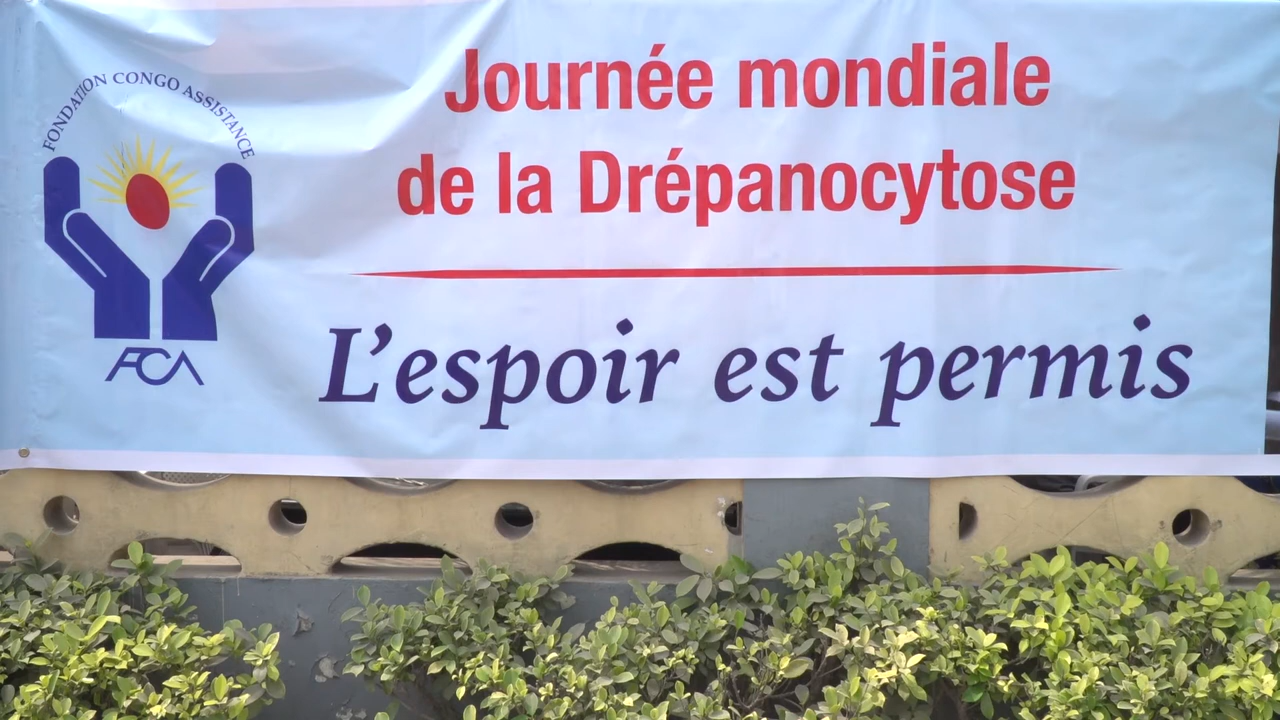 FONDATION CONGO ASSISTANCE
FCA
Journée mondiale
de la Drépanocytose
L'espoir est permis